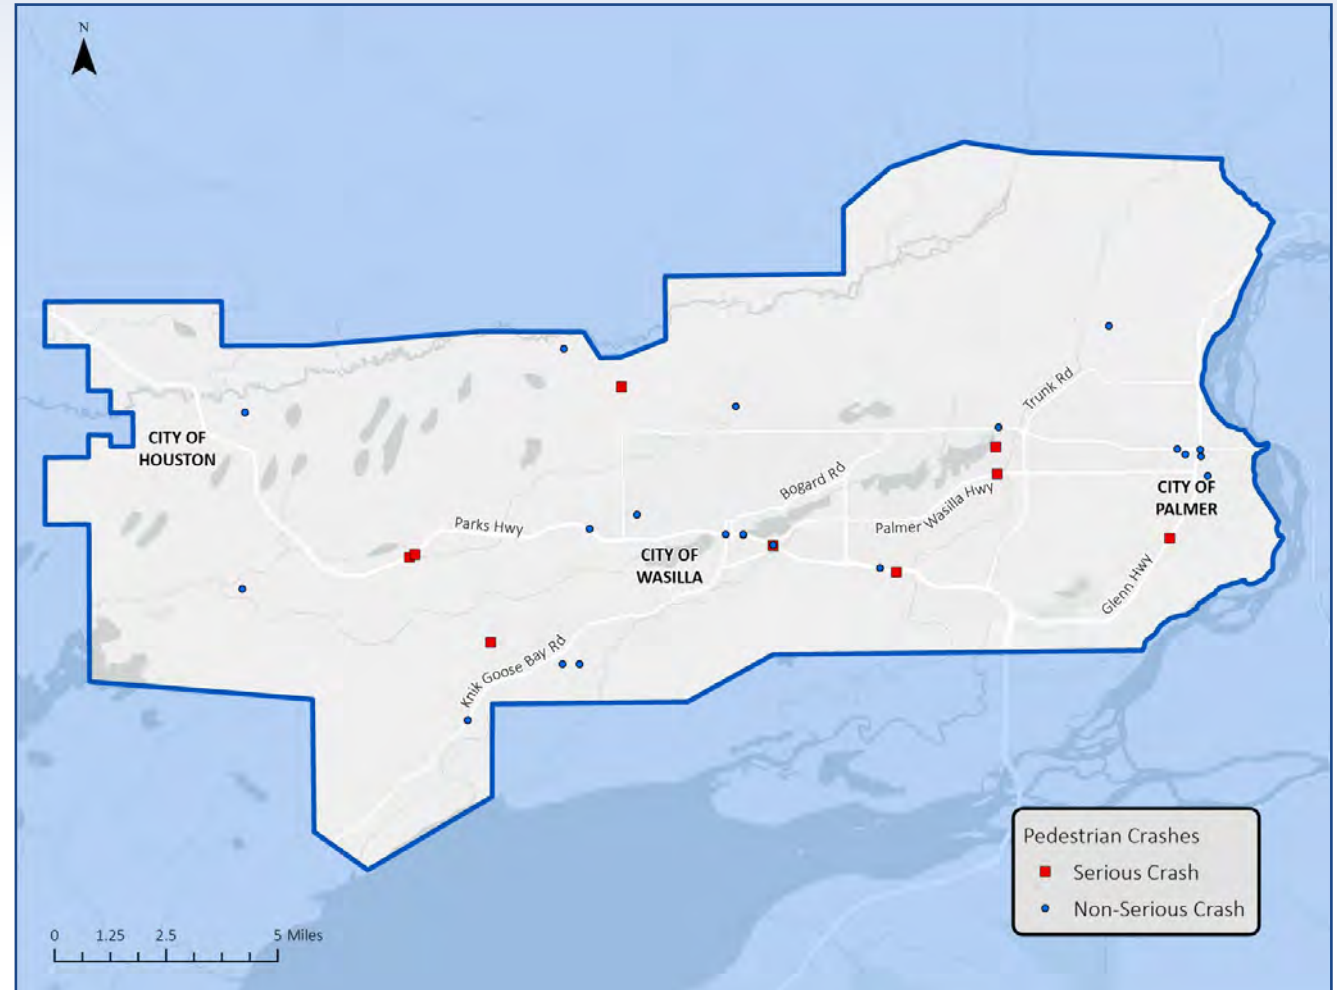 N
Trunk Rd
CITY OF
HOUSTON
Bogard Rd
CITY OF
PALMER
Parks Hwy
Palmer Wasilla Hwy
CITY OF
WASILLA
Glenn Hwy
Knik Goose Bay Rd
Pedestrian Crashes
Serious Crash
Non-Serious Crash
0 1.25 2.5 5 Miles